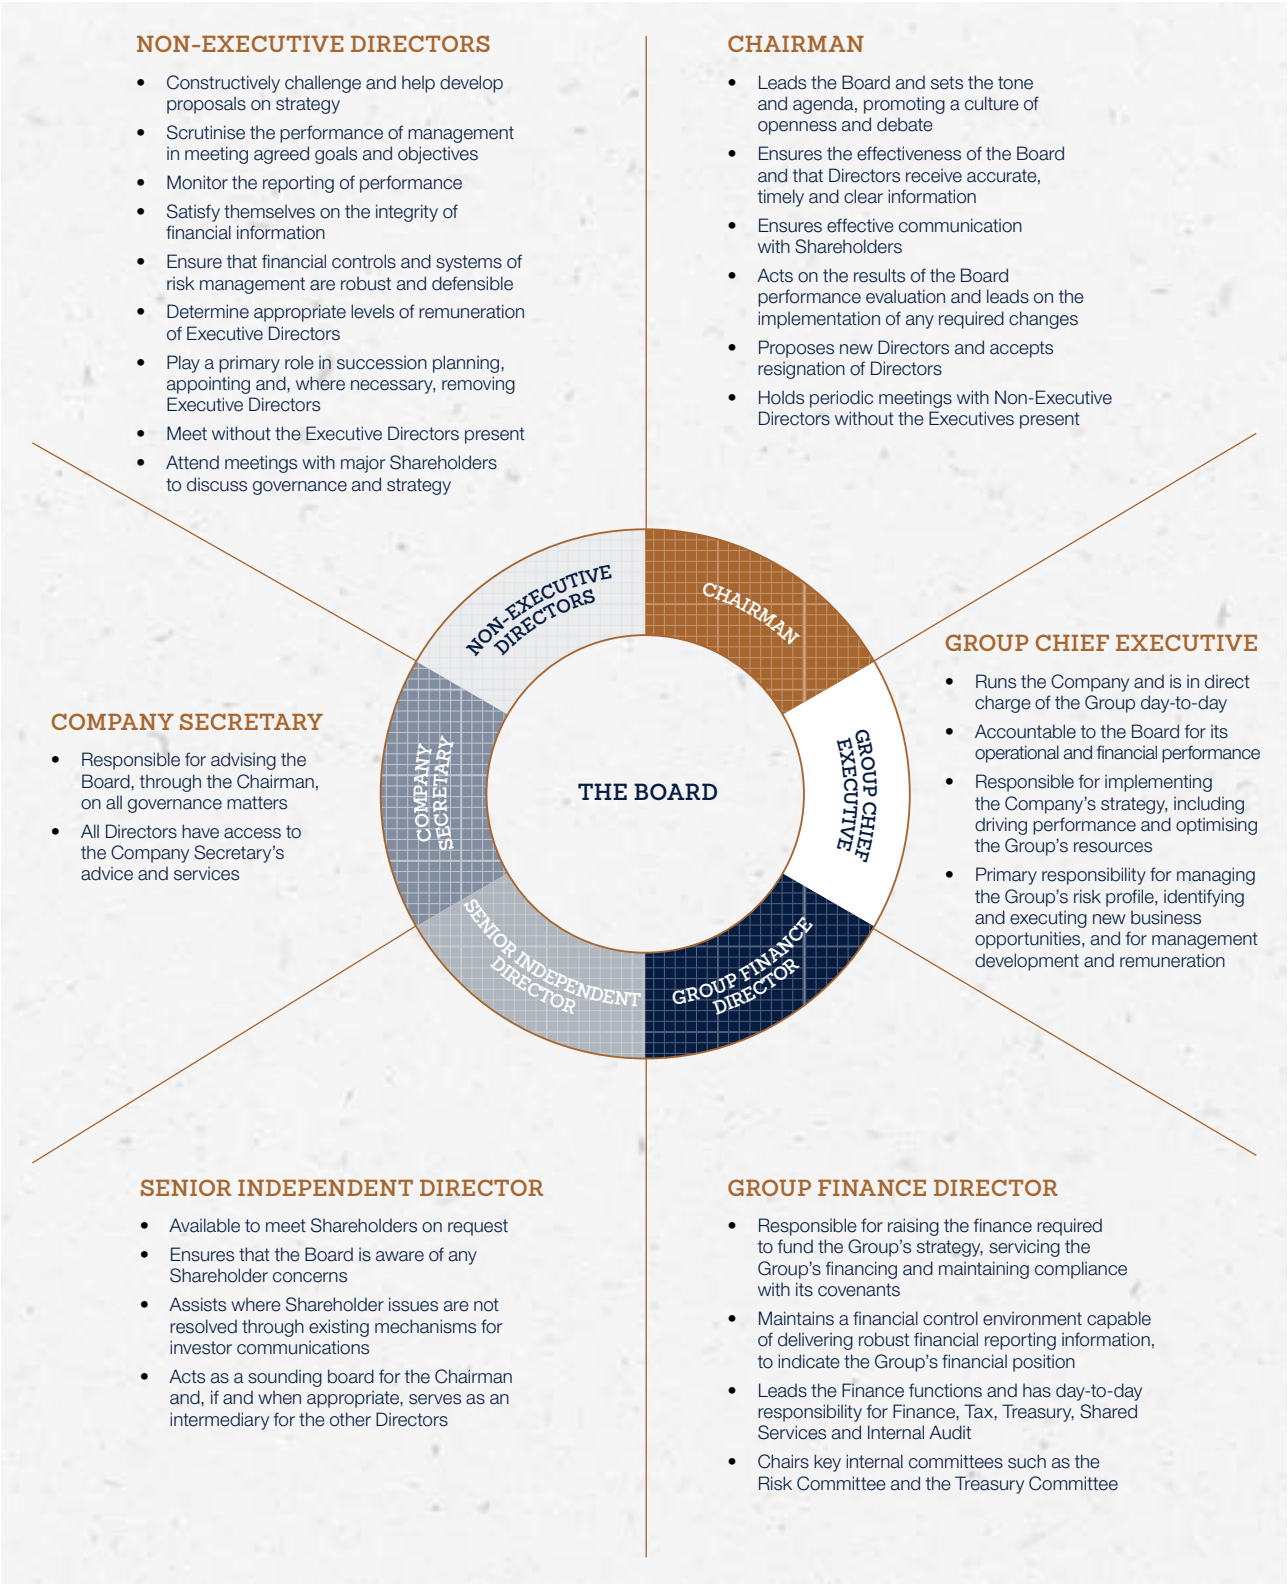 NON-EXECUTIVE DIRECTORS
• Constructively challenge and help develop
proposals on strategy
• Scrutinise the performance of management
in meeting agreed goals and objectives
• Monitor the reporting of performance
• Satisfy themselves on the integrity of
financial information
• Ensure that financial controls and systems of
risk management are robust and defensible
• Determine appropriate levels of remuneration
of Executive Directors
• Play a primary role in succession planning,
appointing and, where necessary, removing
Executive Directors
• Meet without the Executive Directors present
• Attend meetings with major Shareholders
to discuss governance and strategy
CHAIRMAN
• Leads the Board and sets the tone
and agenda, promoting a culture of
openness and debate
• Ensures the effectiveness of the Board
and that Directors receive accurate,
timely and clear information
• Ensures effective communication
with Shareholders
• Acts on the results of the Board
performance evaluation and leads on the
implementation of any required changes
• Proposes new Directors and accepts
resignation of Directors
• Holds periodic meetings with Non-Executive
Directors without the Executives present
NON-EXECUTIVE
DIRECTORS
CHAIRMAN
COMPANY
SECRETARY
THE BOARD
GROUP CHIEF
EXECUTIVE
SENIOR INDEPENDENT
DIRECTOR
GROUP FINANCE
DIRECTOR
COMPANY SECRETARY
• Responsible for advising the
Board, through the Chairman,
on all governance matters
• All Directors have access to
the Company Secretary's
advice and services
GROUP CHIEF EXECUTIVE
• Runs the Company and is in direct
charge of the Group day-to-day
• Accountable to the Board for its
operational and financial performance
• Responsible for implementing
the Company's strategy, including
driving performance and optimising
the Group's resources
• Primary responsibility for managing
the Group's risk profile, identifying
and executing new business
opportunities, and for management
development and remuneration
SENIOR INDEPENDENT DIRECTOR
• Available to meet Shareholders on request
• Ensures that the Board is aware of any
Shareholder concerns
• Assists where Shareholder issues are not
resolved through existing mechanisms for
investor communications
• Acts as a sounding board for the Chairman
and, if and when appropriate, serves as an
intermediary for the other Directors
GROUP FINANCE DIRECTOR
• Responsible for raising the finance required
to fund the Group's strategy, servicing the
Group's financing and maintaining compliance
with its covenants
• Maintains a financial control environment capable
of delivering robust financial reporting information,
to indicate the Group's financial position
• Leads the Finance functions and has day-to-day
responsibility for Finance, Tax, Treasury, Shared
Services and Internal Audit
• Chairs key internal committees such as the
Risk Committee and the Treasury Committee